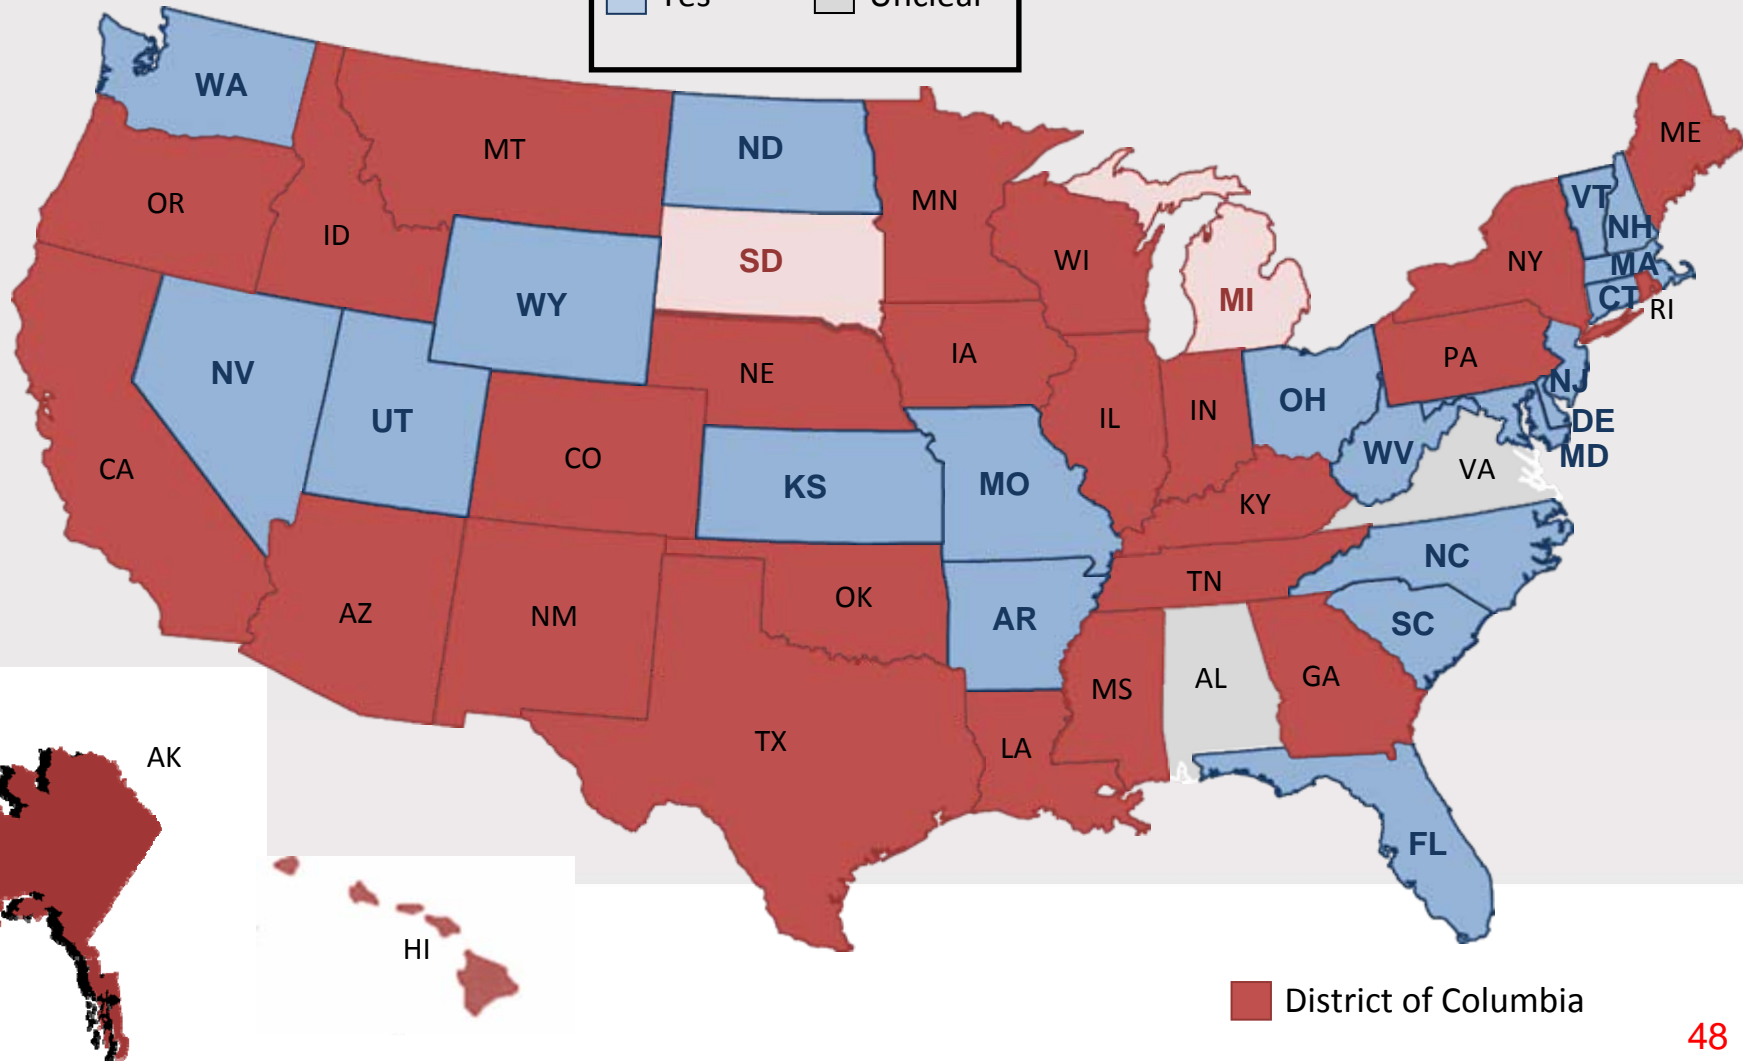 Yes Unclear
WA
MT
ND
ME
OR
ID
MN
VT
NH
SD
WI
NY
MA
WY
MI
CT
RI
IA
PA
NV
NE
NJ
UT
IL
IN
OH
DE
CA
CO
WV
MD
VA
KS
MO
KY
NC
TN
OK
AR
AZ
NM
SC
MS
AL
GA
TX
LA
AK
FL
HI
District of Columbia
48